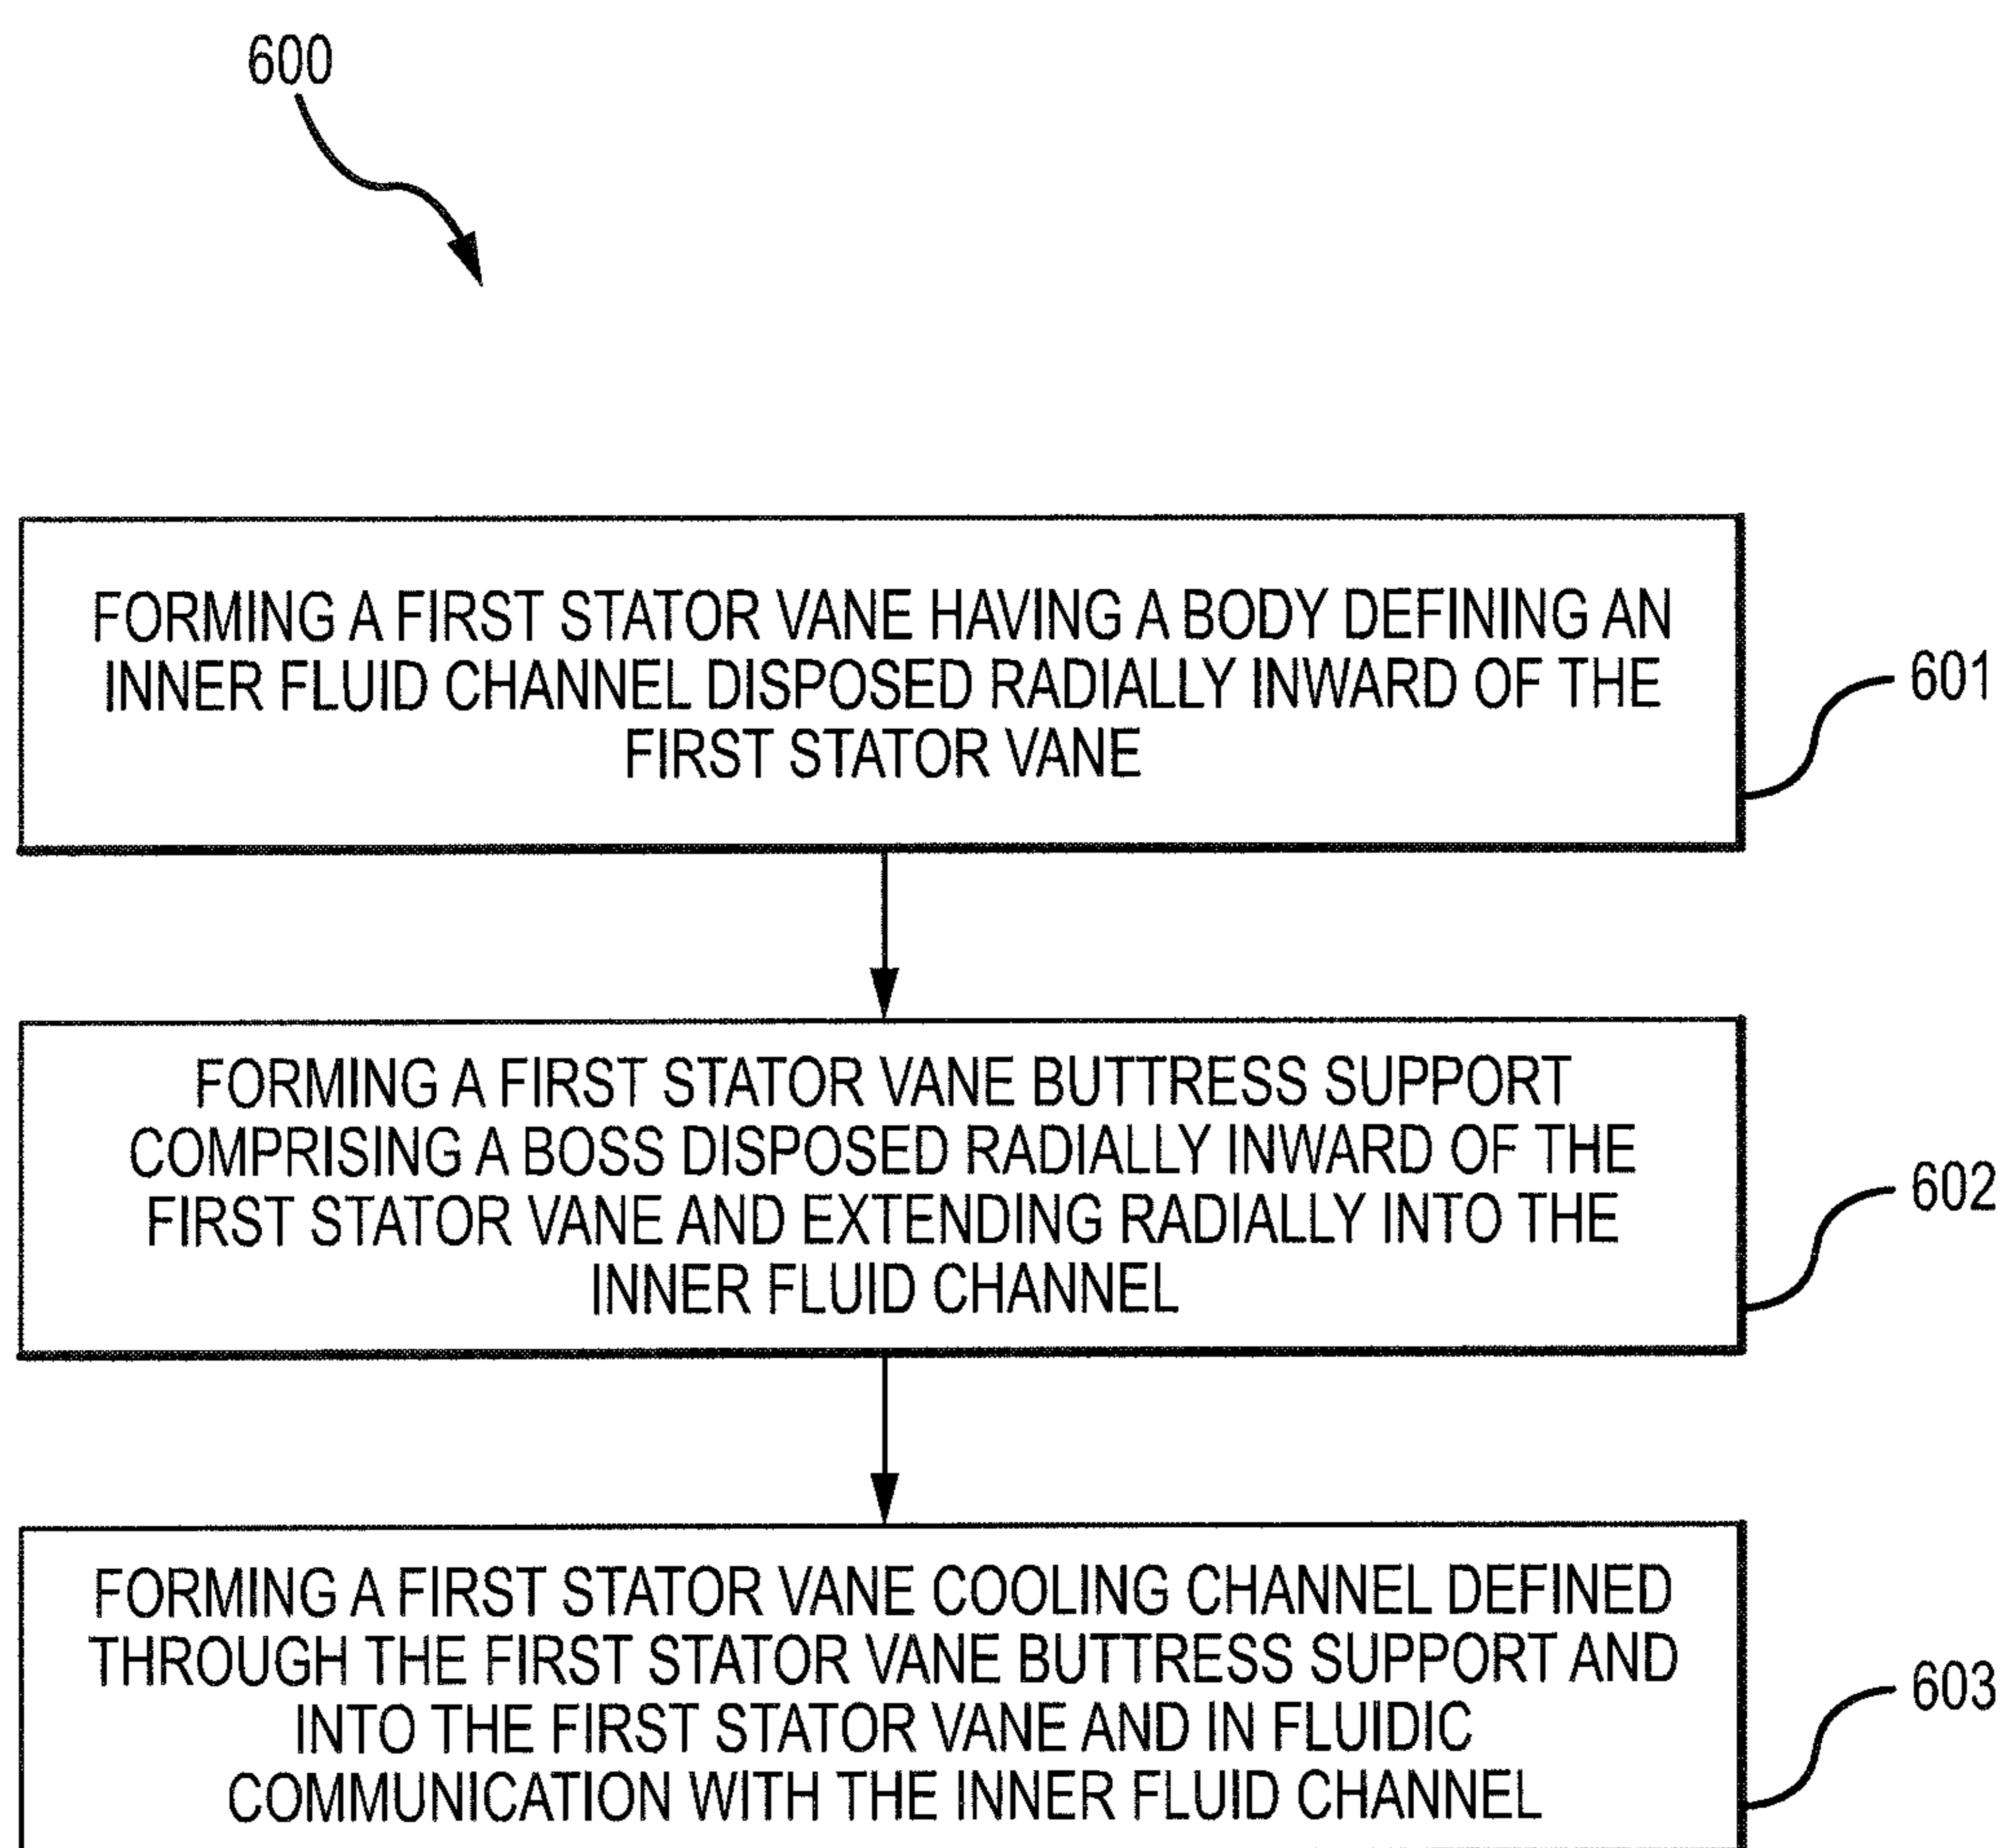 600
FORMING A FIRST STATOR VANE HAVING A BODY DEFINING AN
INNER FLUID CHANNEL DISPOSED RADIALLY INWARD OF THE
FIRST STATOR VANE
601
FORMING A FIRST STATOR VANE BUTTRESS SUPPORT
COMPRISING A BOSS DISPOSED RADIALLY INWARD OF THE
FIRST STATOR VANE AND EXTENDING RADIALLY INTO THE
INNER FLUID CHANNEL
602
FORMING A FIRST STATOR VANE COOLING CHANNEL DEFINED
THROUGH THE FIRST STATOR VANE BUTTRESS SUPPORT AND
INTO THE FIRST STATOR VANE AND IN FLUIDIC
COMMUNICATION WITH THE INNER FLUID CHANNEL
603